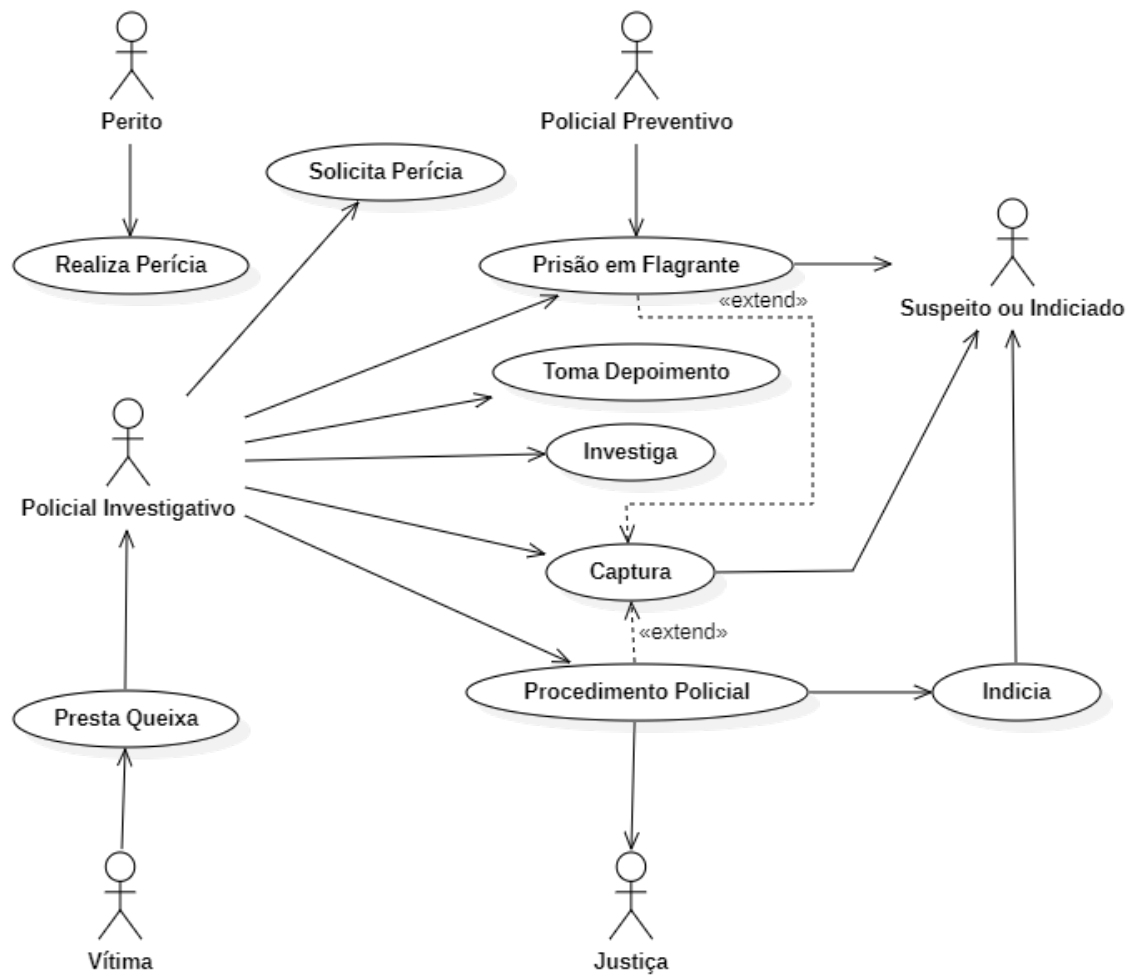 Perito
Policial Preventivo
Solicita Perícia
Realiza Perícia
Prisão em Flagrante
«extend»
Suspeito ou Indiciado
Toma Depoimento
Investiga
Policial Investigativo
Captura
«extend»
Procedimento Policial
Indicia
Presta Queixa
Vítima
Justiça